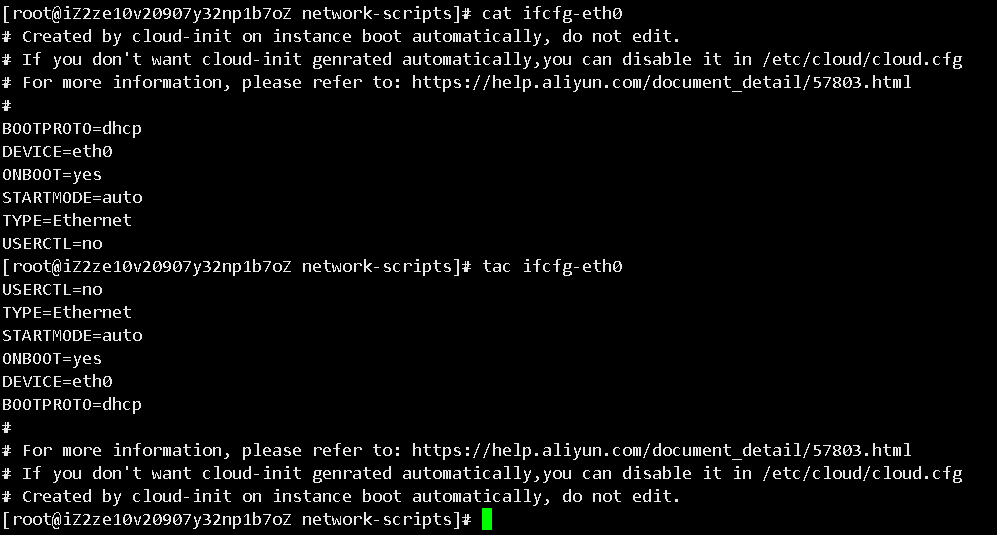 [root@iZ2ze10v20907y32np1b7oZ network-scripts]# cat ifcfg-eth0
# Created by cloud-init on instance boot automatically, do not edit.
# If you don't want cloud-init genrated automatically,you can disable it in /etc/cloud/cloud.cfg
# For more information, please refer to: https://help.aliyun.com/document_detail/57803.html
#
BOOTPROTO=dhcp
DEVICE=eth0
ONBOOT=yes
STARTMODE=auto
TYPE=Ethernet
USERCTL=no
[root@iZ2ze10v20907y32np1b7oZ network-scripts]# tac ifcfg-eth0
USERCTL=no
TYPE=Ethernet
STARTMODE=auto
ONBOOT=yes
DEVICE=eth0
BOOTPROTO=dhcp
#
# For more information, please refer to: https://help.aliyun.com/document_detail/57803.html
# If you don't want cloud-init genrated automatically,you can disable it in /etc/cloud/cloud.cfg
# Created by cloud-init on instance boot automatically, do not edit.
[root@iZ2ze10v20907y32np1b7oZ network-scripts]#